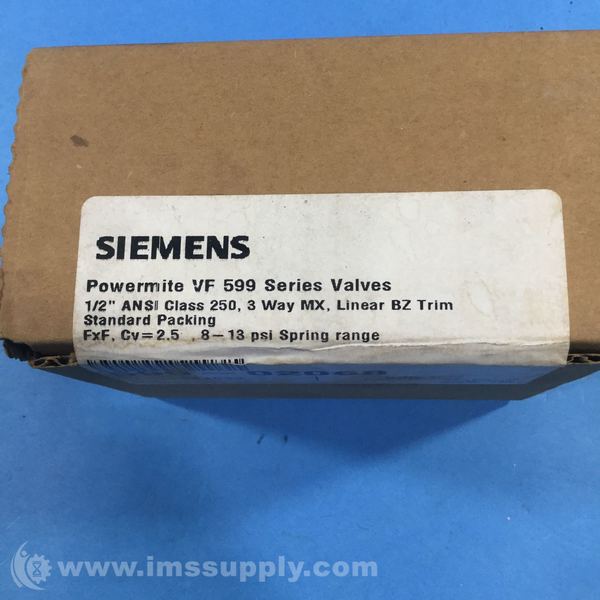 SIEMENS
Powermite VF 599 Series Valves
1/2" ANSI Class 250, 3 Way MX, Linear BZ Trim
Standard Packing
FxF, Cv=2.5 , 8-13 psi Spring range
www.imssupply.com